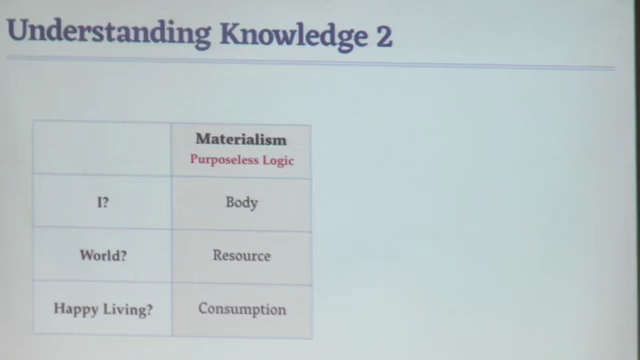 Understanding Knowledge 2
Materialism
Purposeless Logic
I?
Body
World?
Resource
Happy Living?
Consumption